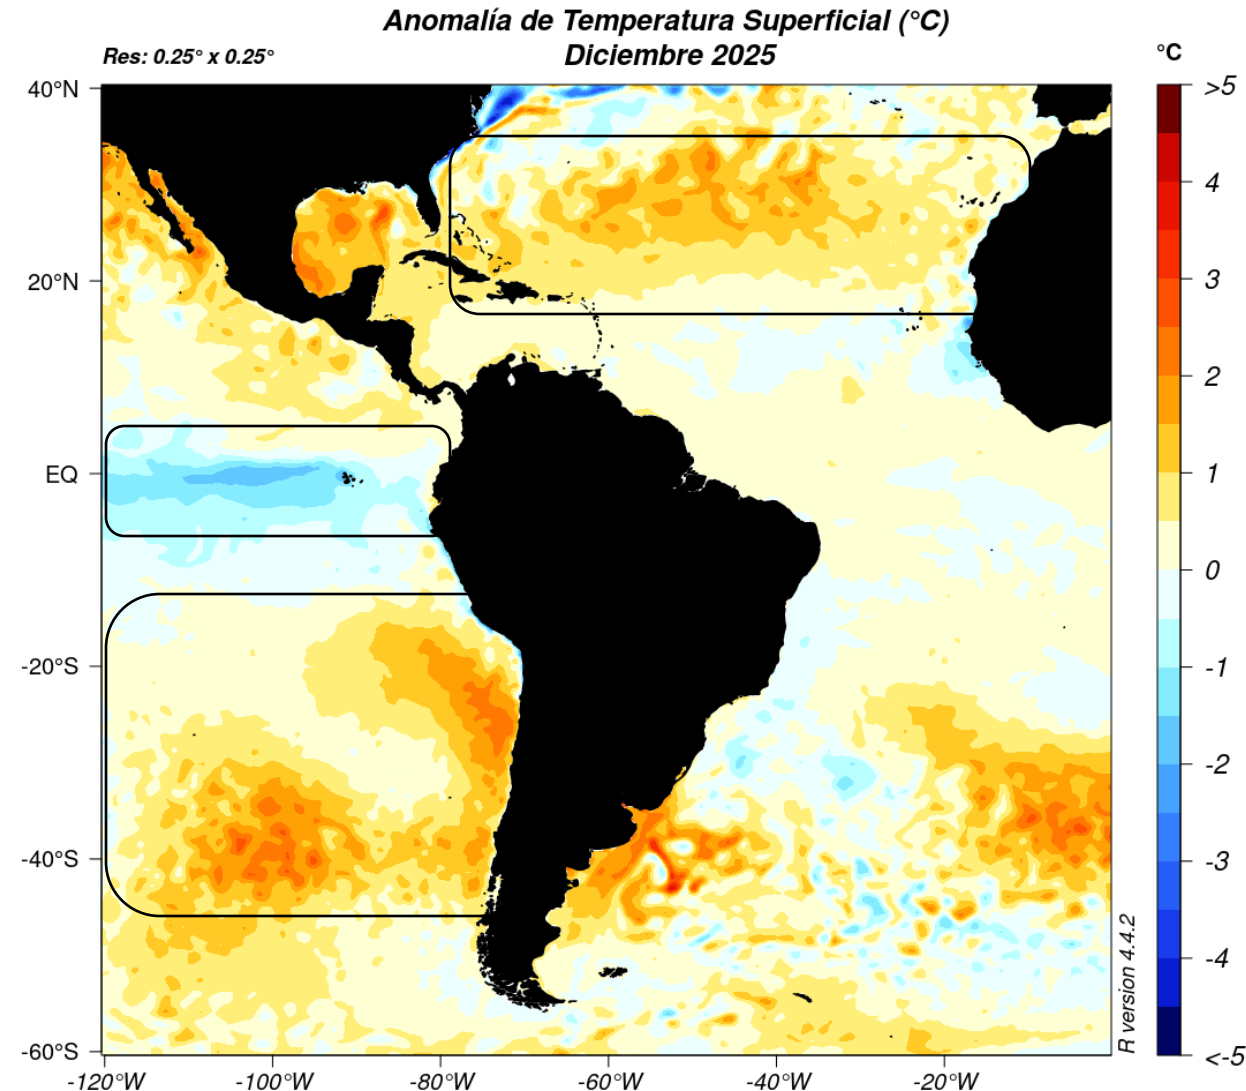 Anomalía de Temperatura Superficial (°C)
Diciembre 2025
Res: 0.25° x 0.25°
°C
40°N
20°N
EQ
-20°S
-40°S
-60°S
-120°W
-100°W
-80°W
-60°W
-40°W
-20°W
>5
4
3
2
1
0
-1
-2
-3
-4
<-5
R version 4.4.2